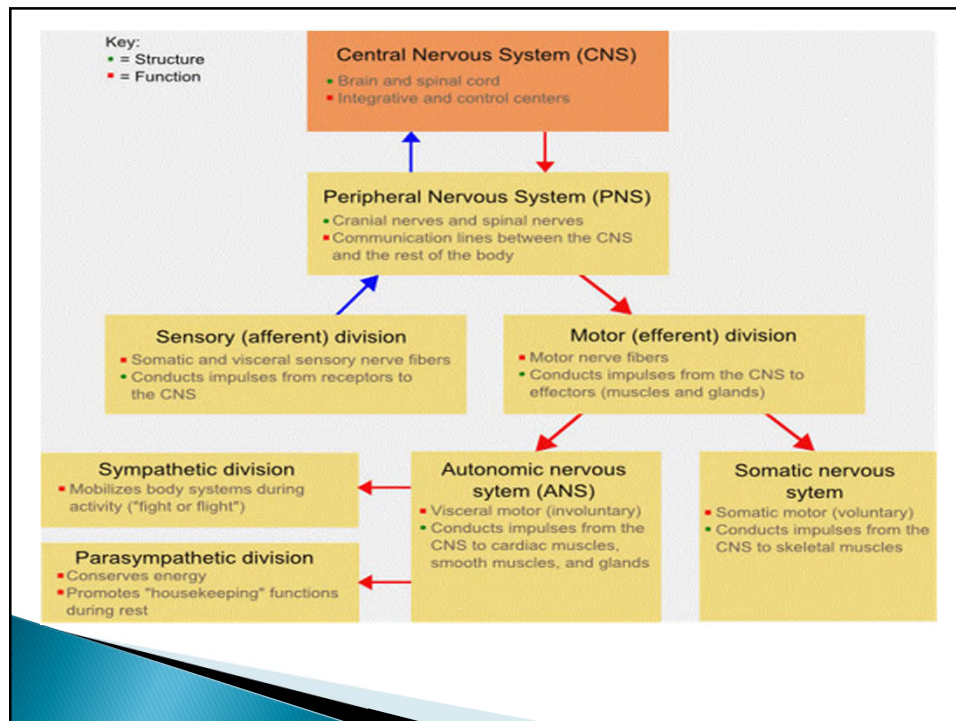 Key:
• = Structure
▪ = Function
Central Nervous System (CNS)
• Brain and spinal cord
▪ Integrative and control centers
Peripheral Nervous System (PNS)
• Cranial nerves and spinal nerves
▪ Communication lines between the CNS
and the rest of the body
Sensory (afferent) division
▪ Somatic and visceral sensory nerve fibers
• Conducts impulses from receptors to
the CNS
Motor (efferent) division
▪ Motor nerve fibers
• Conducts impulses from the CNS to
effectors (muscles and glands)
Sympathetic division
▪ Mobilizes body systems during
activity ("fight or flight")
Parasympathetic division
▪ Conserves energy
▪ Promotes "housekeeping" functions
during rest
Autonomic nervous
sytem (ANS)
▪ Visceral motor (involuntary)
• Conducts impulses from the
CNS to cardiac muscles,
smooth muscles, and glands
Somatic nervous
sytem
▪ Somatic motor (voluntary)
• Conducts impulses from the
CNS to skeletal muscles